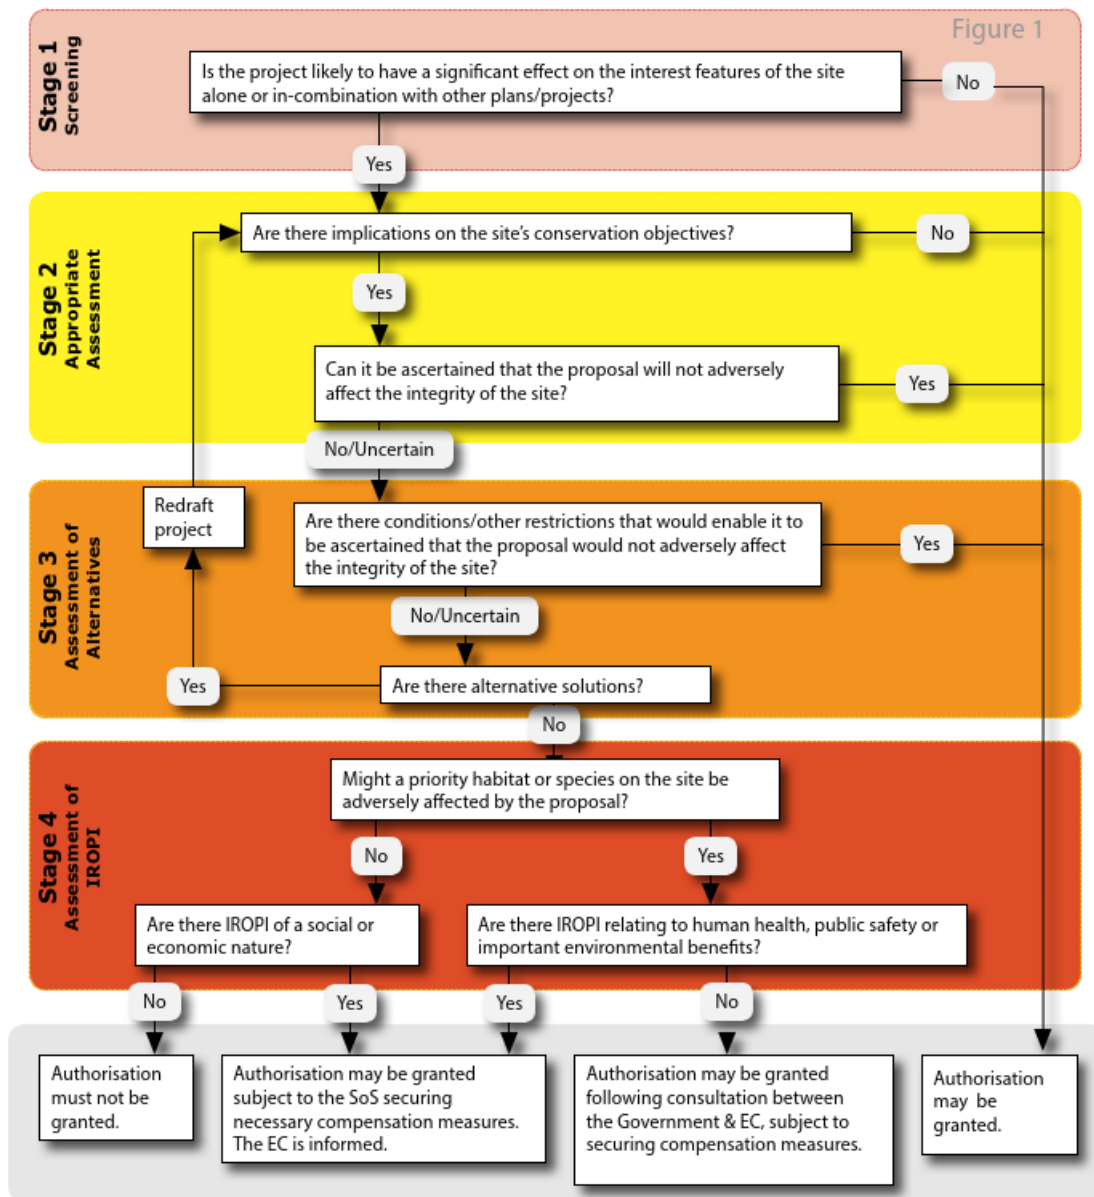 Figure 1
Stage 1
Screening
Is the project likely to have a significant effect on the interest features of the site
alone or in-combination with other plans/projects?
No
Yes
Stage 2
Appropriate
Assessment
Are there implications on the site's conservation objectives?
No
Yes
Can it be ascertained that the proposal will not adversely
affect the integrity of the site?
Yes
No/Uncertain
Stage 3
Assessment of
Alternatives
Redraft
project
Are there conditions/other restrictions that would enable it to
be ascertained that the proposal would not adversely affect
the integrity of the site?
Yes
No/Uncertain
Are there alternative solutions?
Yes
No
Stage 4
Assessment of
IROPI
Might a priority habitat or species on the site be
adversely affected by the proposal?
No
Yes
Are there IROPI of a social or
economic nature?
Are there IROPI relating to human health, public safety or
important environmental benefits?
No
Yes
Yes
No
Authorisation
must not be
granted.
Authorisation may be granted
subject to the SoS securing
necessary compensation measures.
The EC is informed.
Authorisation may be granted
following consultation between
the Government & EC, subject to
securing compensation measures.
Authorisation
may be
granted.